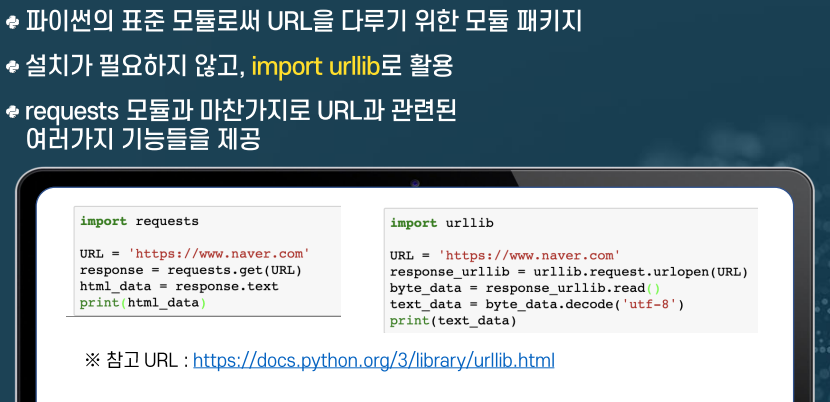 파이썬의 표준 모듈로써 URL을 다루기 위한 모듈 패키지
설치가 필요하지 않고, import urllib로 활용
requests 모듈과 마찬가지로 URL과 관련된
여러가지 기능들을 제공
import requests
URL = 'https://www.naver.com'
response = requests.get(URL)
html_data = response.text
print(html_data)
import urllib
URL = 'https://www.naver.com'
response_urllib = urllib.request.urlopen(URL)
byte_data = response_urllib.read()
text_data = byte_data.decode('utf-8')
print(text_data)
※ 참고 URL : https://docs.python.org/3/library/urllib.html